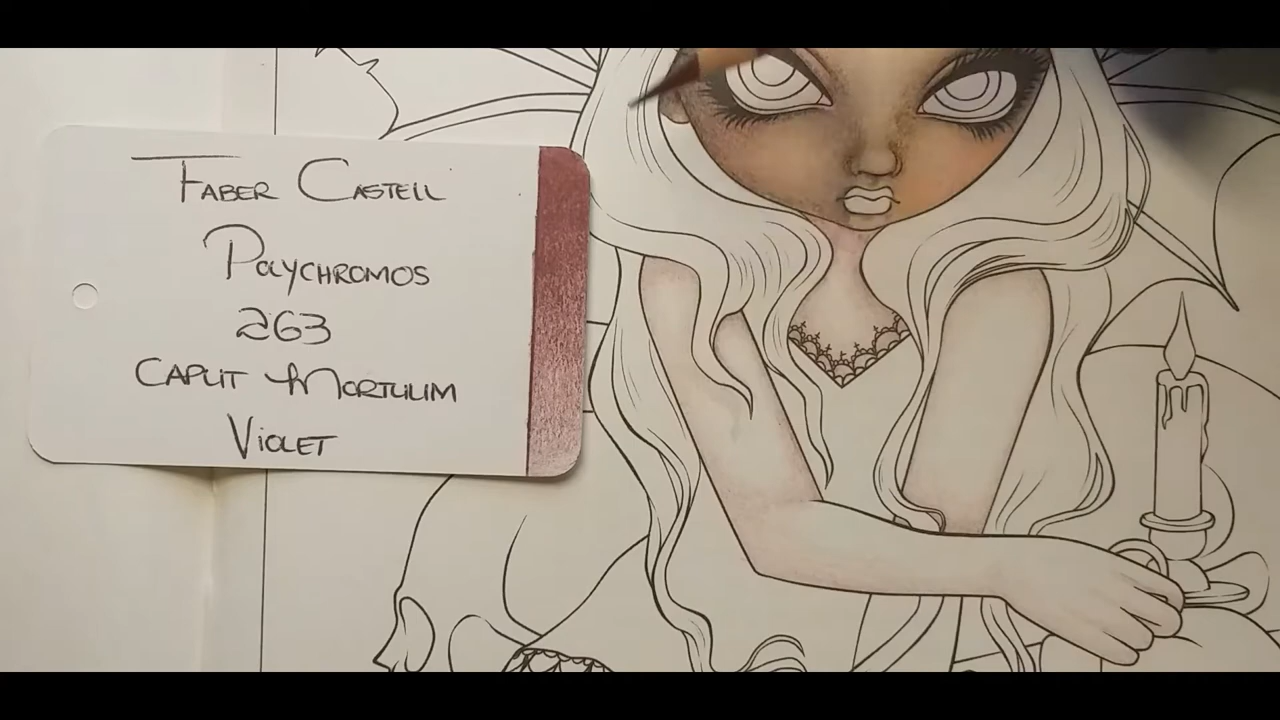 FABER CASTELL
POLYCHROMOS
263
CAPUT MORTUUM
VIOLET